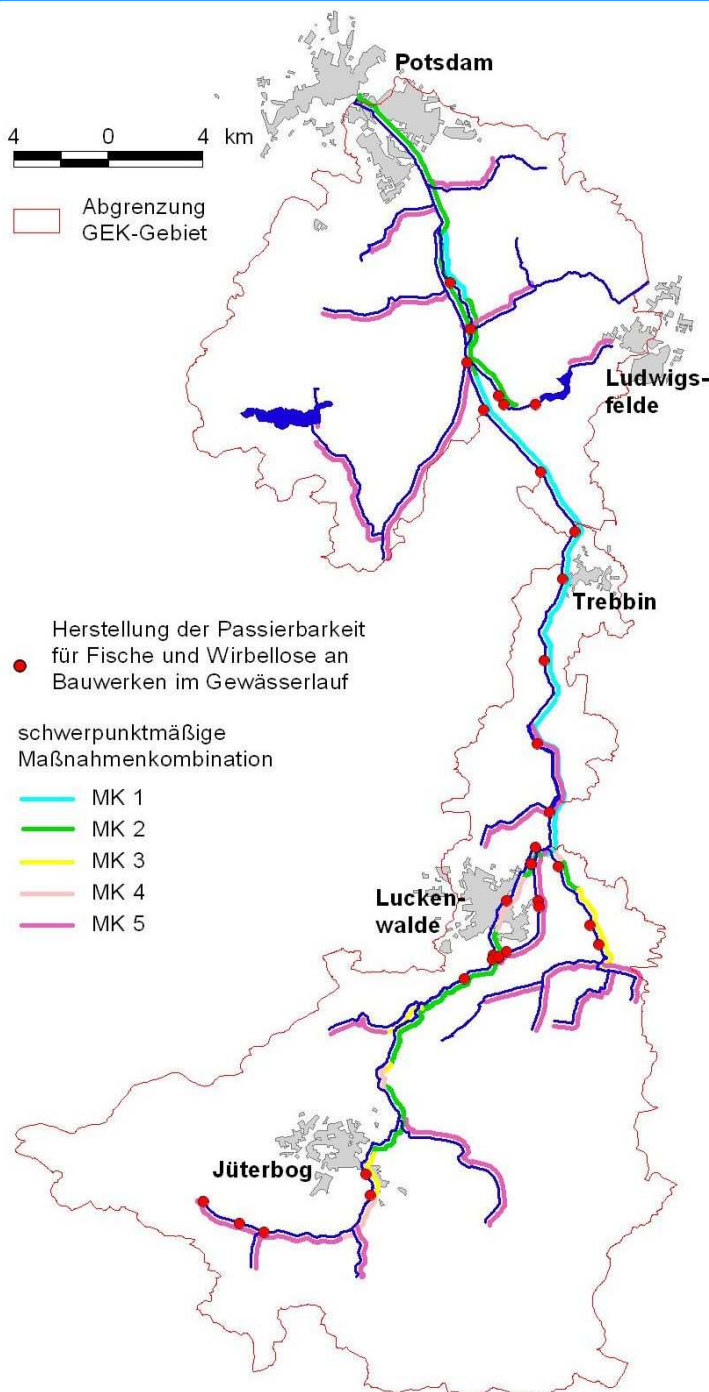 Potsdam
4 0 4 km
Abgrenzung
GEK-Gebiet
Ludwigs-
felde
Trebbin
Herstellung der Passierbarkeit
für Fische und Wirbellose an
Bauwerken im Gewässerlauf
schwerpunktmäßige
Maßnahmenkombination
MK 1
MK 2
MK 3
MK 4
MK 5
Lucken-
walde
Jüterbog